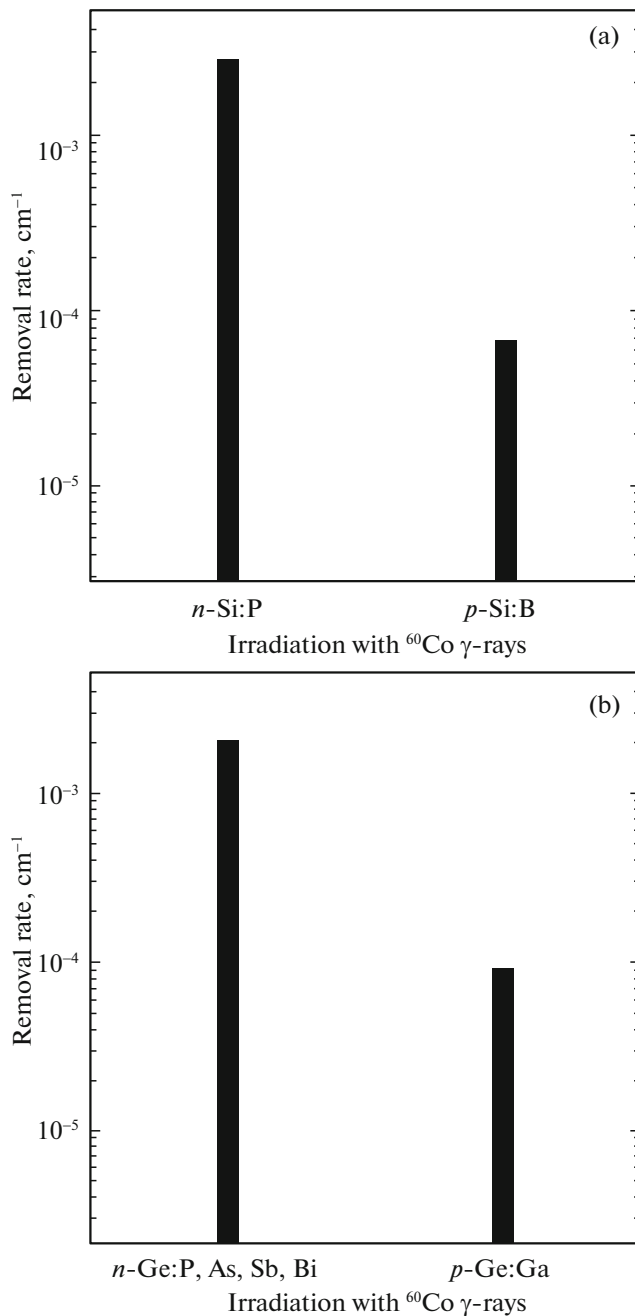 (a)
Removal rate, cm⁻¹
10⁻³
10⁻⁴
10⁻⁵
n-Si:P p-Si:B
Irradiation with ⁶⁰Co γ-rays
(b)
Removal rate, cm⁻¹
10⁻³
10⁻⁴
10⁻⁵
n-Ge:P, As, Sb, Bi p-Ge:Ga
Irradiation with ⁶⁰Co γ-rays